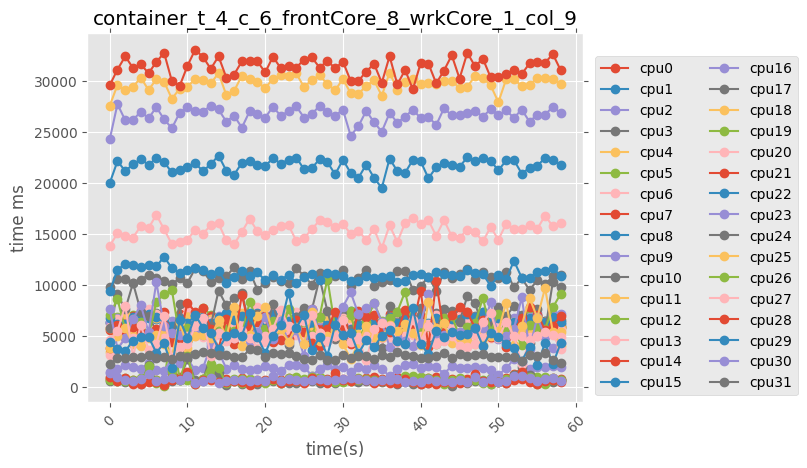 container_t_4_c_6_frontCore_8_wrkCore_1_col_9
time ms
30000
25000
20000
15000
10000
5000
0
0
10
20
30
40
50
60
time(s)
cpu0
cpu1
cpu2
cpu3
cpu4
cpu5
cpu6
cpu7
cpu8
cpu9
cpu10
cpu11
cpu12
cpu13
cpu14
cpu15
cpu16
cpu17
cpu18
cpu19
cpu20
cpu21
cpu22
cpu23
cpu24
cpu25
cpu26
cpu27
cpu28
cpu29
cpu30
cpu31